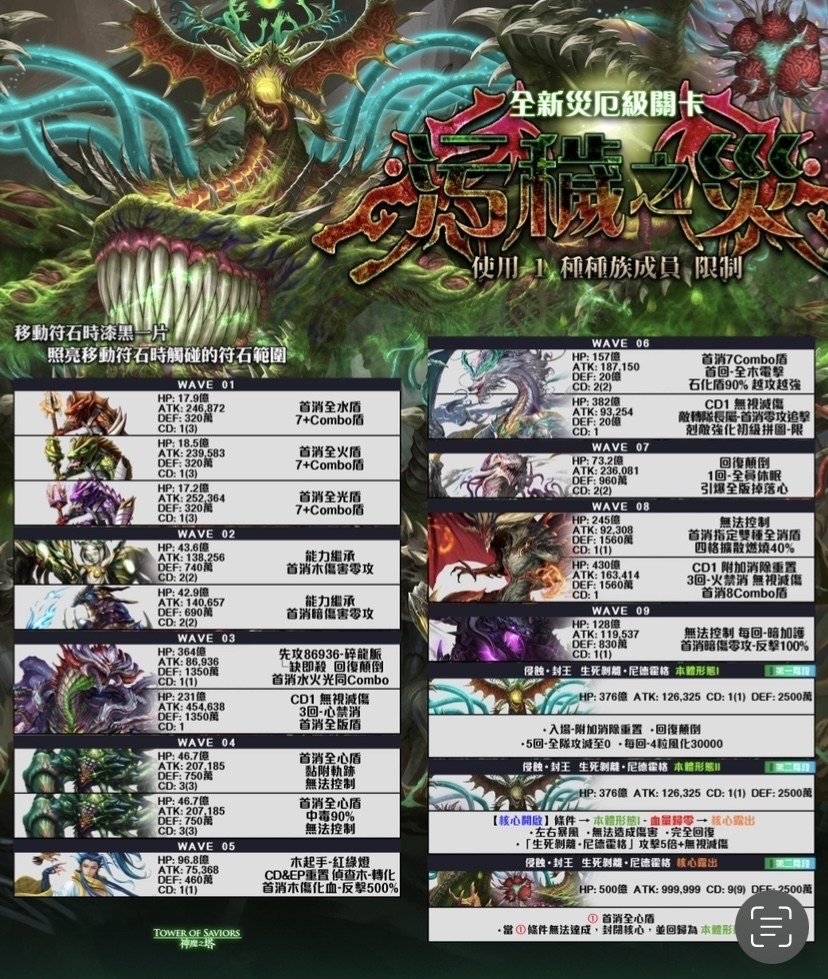 全新災厄級關卡
污穢之災
使用 1 種種族成員 限制
移動符石時漆黑一片
照亮移動符石時觸碰的符石範圍
WAVE 01
HP: 17.9億
ATK: 246,872
DEF: 320萬
CD: 1(3)
首消全水盾
7+Combo盾
HP: 18.5億
ATK: 239,583
DEF: 320萬
CD: 1(3)
首消全火盾
7+Combo盾
HP: 17.2億
ATK: 252,364
DEF: 320萬
CD: 1(3)
首消全光盾
7+Combo盾
WAVE 02
HP: 43.6億
ATK: 138,256
DEF: 740萬
CD: 2(2)
能力繼承
首消木傷害零攻
HP: 42.9億
ATK: 140,657
DEF: 690萬
CD: 2(2)
能力繼承
首消暗傷害零攻
WAVE 03
HP: 364億
ATK: 86,936
DEF: 1350萬
CD: 1(1)
先攻86936-碎龍脈
└缺即殺 回復顛倒
首消水火光同Combo
HP: 231億
ATK: 454,638
DEF: 1350萬
CD: 1
CD1 無視減傷
3回-心禁消
首消全版盾
WAVE 04
HP: 46.7億
ATK: 207,185
DEF: 750萬
CD: 3(3)
首消全心盾
黏附軌跡
無法控制
HP: 46.7億
ATK: 207,185
DEF: 750萬
CD: 3(3)
首消全心盾
中毒90%
無法控制
WAVE 05
HP: 96.8億
ATK: 75,368
DEF: 460萬
CD: 1(1)
木起手-紅綠燈
CD&EP重置 偵查木-轉化
首消木傷化血-反擊500%
TOWER OF SAVIORS
神魔之塔
WAVE 06
HP: 157億
ATK: 187,150
DEF: 20億
CD: 2(2)
首消7Combo盾
首回-全木電擊
石化盾90% 越攻越強
HP: 382億
ATK: 93,254
DEF: 20億
CD: 1
CD1 無視減傷
敵轉隊長屬-首消零攻追擊
剋敵強化初級拼圖-限
WAVE 07
HP: 73.2億
ATK: 236,081
DEF: 960萬
CD: 2(2)
回復顛倒
1回-全員休眠
引爆全版掉落心
WAVE 08
HP: 245億
ATK: 92,308
DEF: 1560萬
CD: 1(1)
無法控制
首消指定雙種全消盾
四格擴散燃燒40%
HP: 430億
ATK: 163,414
DEF: 1560萬
CD: 1
CD1 附加消除重置
3回-火禁消 無視減傷
首消8Combo盾
WAVE 09
HP: 128億
ATK: 119,537
DEF: 830萬
CD: 1(1)
無法控制 每回-暗加護
首消暗傷害零攻-反擊100%
侵蝕・封王 生死剝離・尼德霍格 本體形態I 第一階段
HP: 376億 ATK: 126,325 CD: 1(1) DEF: 2500萬
・入場-附加消除重置 ・回復顛倒
・5回-全隊攻減至0 ・每回-4粒風化30000
侵蝕・封王 生死剝離・尼德霍格 本體形態II 第二階段
HP: 376億 ATK: 126,325 CD: 1(1) DEF: 2500萬
【核心開啟】條件 → 本體形態I - 血量歸零 → 核心露出
・左右暴風 ・無法造成傷害 ・完全回復
・「生死剝離・尼德霍格」攻擊5倍+無視減傷
侵蝕・封王 生死剝離・尼德霍格 核心露出 第二階段
HP: 500億 ATK: 999,999 CD: 9(9) DEF: 2500萬
① 首消全心盾
・當①條件無法達成，封閉核心，並回歸為 本體形